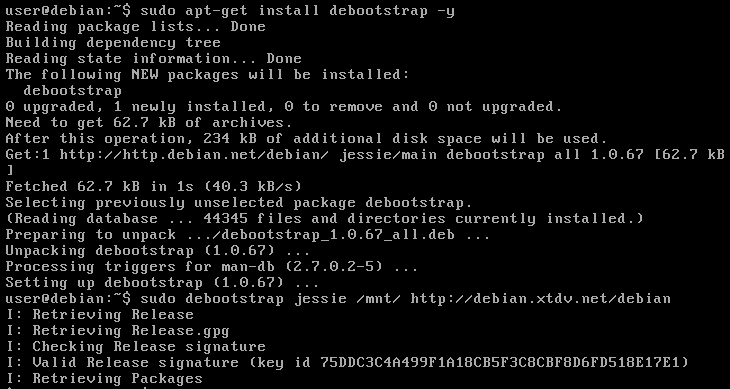 user@debian:~$ sudo apt-get install debootstrap -y
Reading package lists... Done
Building dependency tree
Reading state information... Done
The following NEW packages will be installed:
  debootstrap
0 upgraded, 1 newly installed, 0 to remove and 0 not upgraded.
Need to get 62.7 kB of archives.
After this operation, 234 kB of additional disk space will be used.
Get:1 http://http.debian.net/debian/ jessie/main debootstrap all 1.0.67 [62.7 kB
]
Fetched 62.7 kB in 1s (40.3 kB/s)
Selecting previously unselected package debootstrap.
(Reading database ... 44345 files and directories currently installed.)
Preparing to unpack .../debootstrap_1.0.67_all.deb ...
Unpacking debootstrap (1.0.67) ...
Processing triggers for man-db (2.7.0.2-5) ...
Setting up debootstrap (1.0.67) ...
user@debian:~$ sudo debootstrap jessie /mnt/ http://debian.xtdv.net/debian
I: Retrieving Release
I: Retrieving Release.gpg
I: Checking Release signature
I: Valid Release signature (key id 75DDC3C4A499F1A18CB5F3C8CBF8D6FD518E17E1)
I: Retrieving Packages